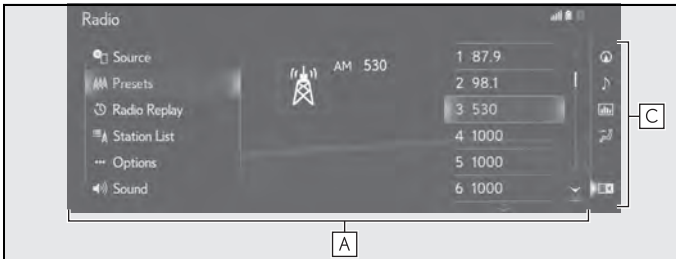 Radio
Source
Presets
Radio Replay
Station List
Options
Sound
AM 530
1 87.9
2 98.1
3 530
4 1000
5 1000
6 1000
A
C